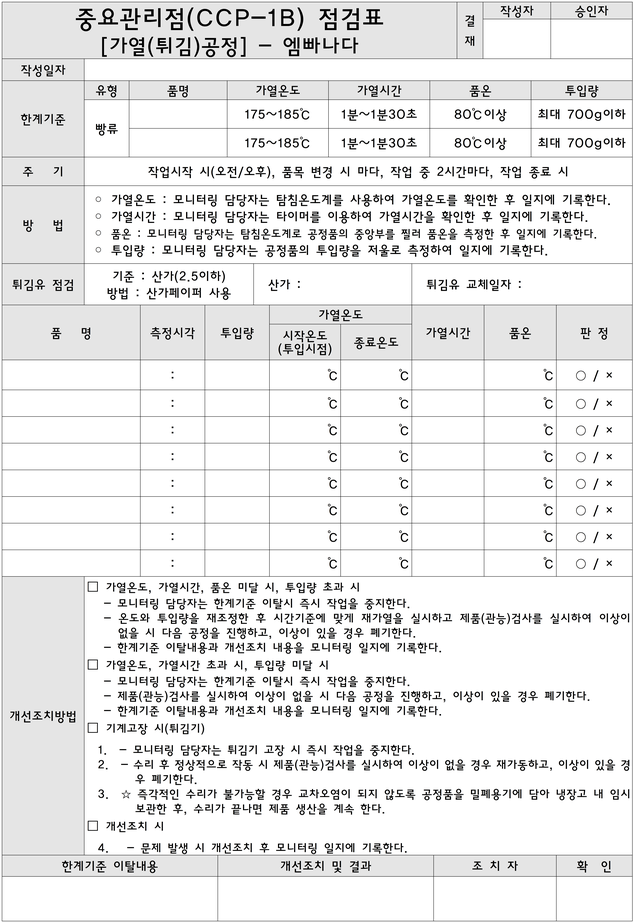 중요관리점(CCP-1B) 점검표
[가열(튀김)공정] - 엠빠나다
결재
작성자
승인자
작성일자
한계기준
유형
품명
가열온도
가열시간
품온
투입량
빵류
175~185℃
1분~1분30초
80℃이상
최대 700g이하
175~185℃
1분~1분30초
80℃이상
최대 700g이하
주 기
작업시작 시(오전/오후), 품목 변경 시 마다, 작업 중 2시간마다, 작업 종료 시
방 법
○ 가열온도 : 모니터링 담당자는 탐침온도계를 사용하여 가열온도를 확인한 후 일지에 기록한다.
○ 가열시간 : 모니터링 담당자는 타이머를 이용하여 가열시간을 확인한 후 일지에 기록한다.
○ 품온 : 모니터링 담당자는 탐침온도계로 공정품의 중앙부를 찔러 품온을 측정한 후 일지에 기록한다.
○ 투입량 : 모니터링 담당자는 공정품의 투입량을 저울로 측정하여 일지에 기록한다.
튀김유 점검
기준 : 산가(2.5이하)
방법 : 산가페이퍼 사용
산가 :
튀김유 교체일자 :
품 명
측정시각
투입량
가열온도
시작온도
(투입시점)
종료온도
가열시간
품온
판 정
: ℃ ℃ ℃ ○ / ×
: ℃ ℃ ℃ ○ / ×
: ℃ ℃ ℃ ○ / ×
: ℃ ℃ ℃ ○ / ×
: ℃ ℃ ℃ ○ / ×
: ℃ ℃ ℃ ○ / ×
: ℃ ℃ ℃ ○ / ×
: ℃ ℃ ℃ ○ / ×
개선조치방법
□ 가열온도, 가열시간, 품온 미달 시, 투입량 초과 시
- 모니터링 담당자는 한계기준 이탈시 즉시 작업을 중지한다.
- 온도와 투입량을 재조정한 후 시간기준에 맞게 재가열을 실시하고 제품(관능)검사를 실시하여 이상이
없을 시 다음 공정을 진행하고, 이상이 있을 경우 폐기한다.
- 한계기준 이탈내용과 개선조치 내용을 모니터링 일지에 기록한다.
□ 가열온도, 가열시간 초과 시, 투입량 미달 시
- 모니터링 담당자는 한계기준 이탈시 즉시 작업을 중지한다.
- 제품(관능)검사를 실시하여 이상이 없을 시 다음 공정을 진행하고, 이상이 있을 경우 폐기한다.
- 한계기준 이탈내용과 개선조치 내용을 모니터링 일지에 기록한다.
□ 기계고장 시(튀김기)
1. - 모니터링 담당자는 튀김기 고장 시 즉시 작업을 중지한다.
2. - 수리 후 정상적으로 작동 시 제품(관능)검사를 실시하여 이상이 없을 경우 재가동하고, 이상이 있을 경
우 폐기한다.
3. ☆ 즉각적인 수리가 불가능할 경우 교차오염이 되지 않도록 공정품을 밀폐용기에 담아 냉장고 내 임시
보관한 후, 수리가 끝나면 제품 생산을 계속 한다.
□ 개선조치 시
4. - 문제 발생 시 개선조치 후 모니터링 일지에 기록한다.
한계기준 이탈내용
개선조치 및 결과
조 치 자
확 인